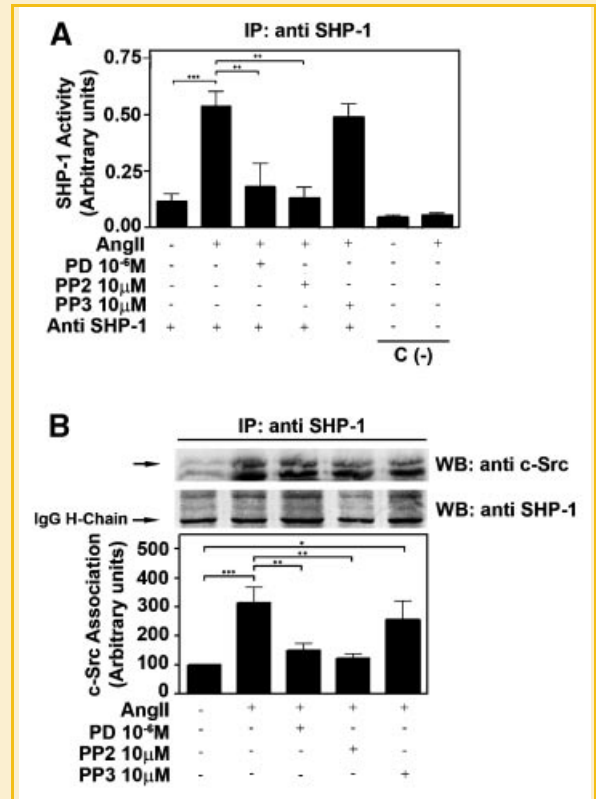 A
IP: anti SHP-1
SHP-1 Activity
(Arbitrary units)
0.75
0.50
0.25
0.00
***
**
**
AngII - + + + + - +
PD 10⁻⁶M - - + - - - -
PP2 10µM - - - + - - -
PP3 10µM - - - - + - -
Anti SHP-1 + + + + + - -
C (-)
B
IP: anti SHP-1
WB: anti c-Src
IgG H-Chain
WB: anti SHP-1
c-Src Association
(Arbitrary units)
500
400
300
200
100
0
***
**
**
*
AngII - + + + +
PD 10⁻⁶M - - + - -
PP2 10µM - - - + -
PP3 10µM - - - - +